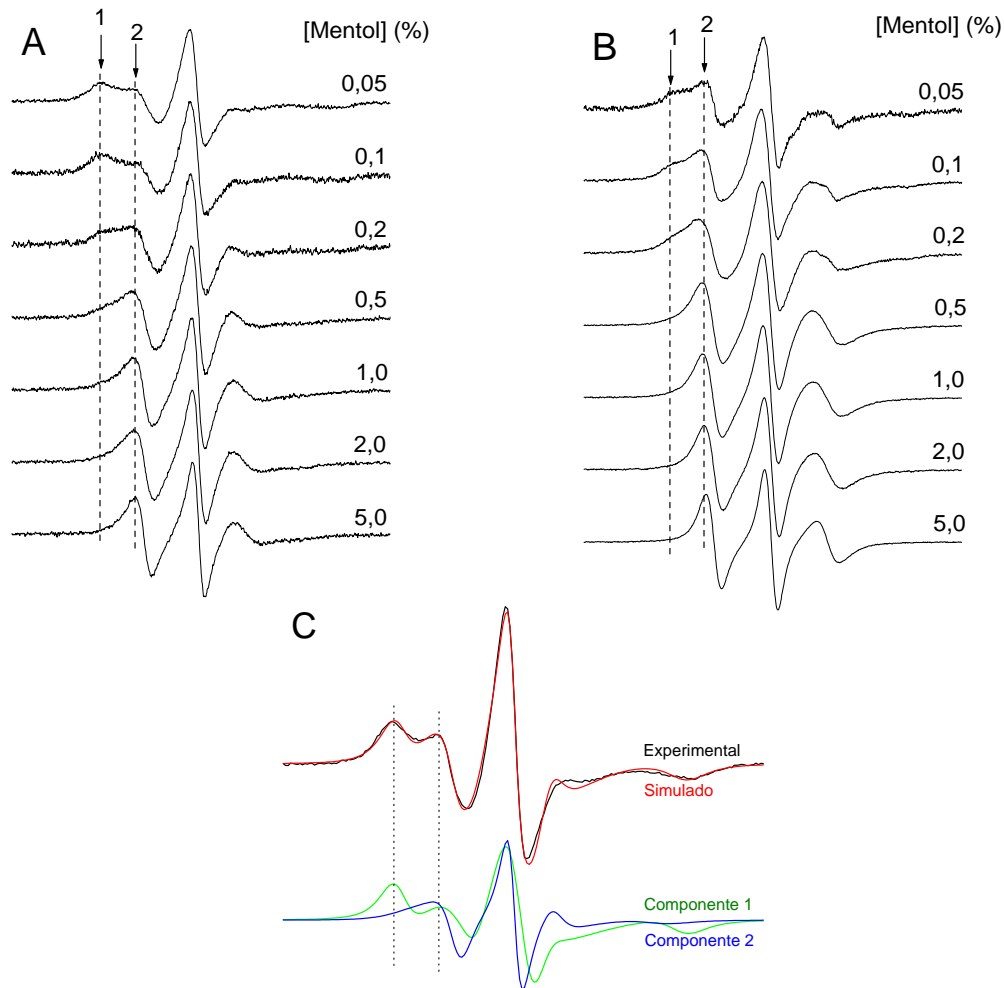 A
1
2
[Mentol] (%)
0,05
0,1
0,2
0,5
1,0
2,0
5,0
B
1
2
[Mentol] (%)
0,05
0,1
0,2
0,5
1,0
2,0
5,0
C
Experimental
Simulado
Componente 1
Componente 2